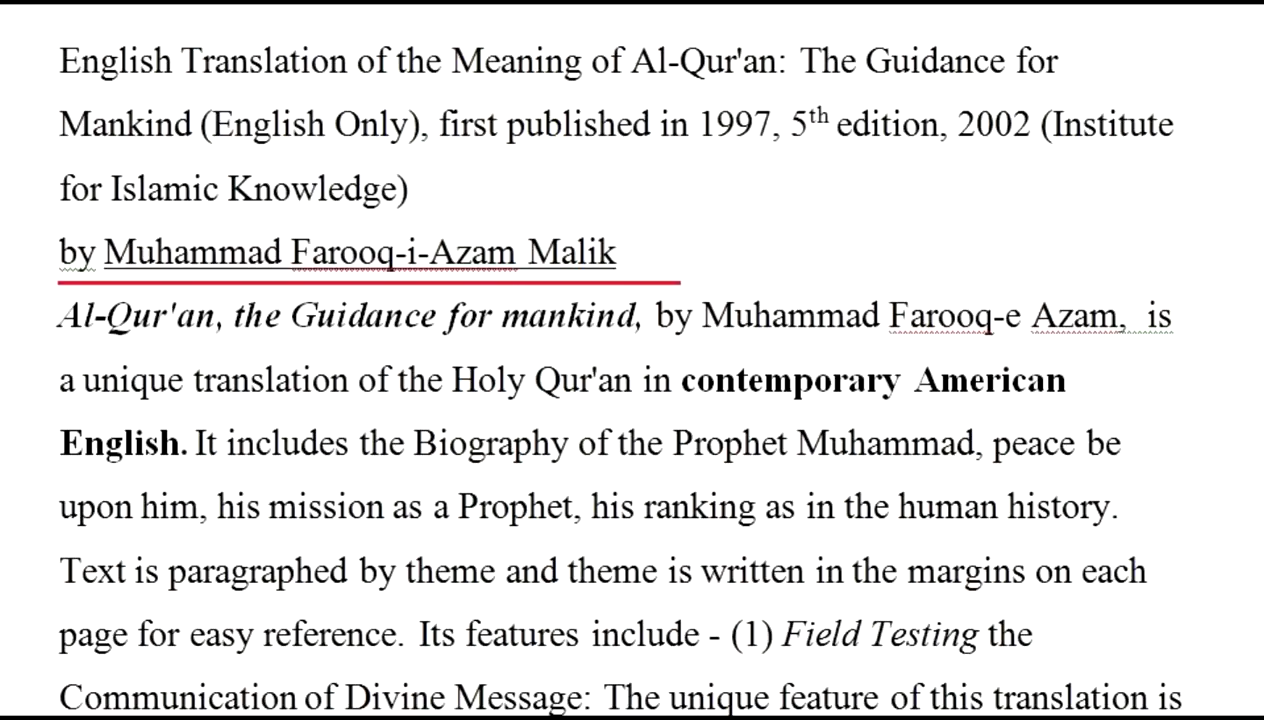 English Translation of the Meaning of Al-Qur'an: The Guidance for
Mankind (English Only), first published in 1997, 5th edition, 2002 (Institute
for Islamic Knowledge)
by Muhammad Farooq-i-Azam Malik
Al-Qur'an, the Guidance for mankind, by Muhammad Farooq-e Azam, is
a unique translation of the Holy Qur'an in contemporary American
English. It includes the Biography of the Prophet Muhammad, peace be
upon him, his mission as a Prophet, his ranking as in the human history.
Text is paragraphed by theme and theme is written in the margins on each
page for easy reference. Its features include - (1) Field Testing the
Communication of Divine Message: The unique feature of this translation is